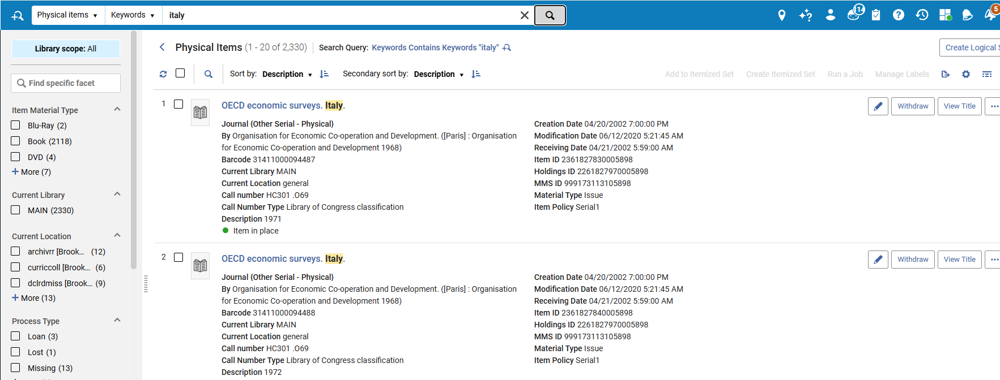 Physical items Keywords italy
114
5
Library scope: All
Find specific facet
Item Material Type
Blu-Ray (2)
Book (2118)
DVD (4)
More (7)
Current Library
MAIN (2330)
Current Location
archivrr [Brook... (12)
curriccoll [Brook... (6)
dclrdmiss [Brook... (9)
More (13)
Process Type
Loan (3)
Lost (1)
Missing (13)
Physical Items (1 - 20 of 2,330) Search Query: Keywords Contains Keywords "italy"
Create Logical S
Sort by: Description Secondary sort by: Description
Add to Itemized Set Create Itemized Set Run a Job Manage Labels
1 OECD economic surveys. Italy.
Withdraw View Title
Journal {Other Serial - Physical}
By Organisation for Economic Co-operation and Development. ([Paris] : Organisation
for Economic Co-operation and Development 1968)
Barcode 31411000094487
Current Library MAIN
Current Location general
Call number HC301 .O69
Call Number Type Library of Congress classification
Description 1971
Item in place
Creation Date 04/20/2002 7:00:00 PM
Modification Date 06/12/2020 5:21:45 AM
Receiving Date 04/21/2002 5:59:00 AM
Item ID 2361827830005898
Holdings ID 2261827970005898
MMS ID 999173113105898
Material Type Issue
Item Policy Serial1
2 OECD economic surveys. Italy.
Withdraw View Title
Journal {Other Serial - Physical}
By Organisation for Economic Co-operation and Development. ([Paris] : Organisation
for Economic Co-operation and Development 1968)
Barcode 31411000094488
Current Library MAIN
Current Location general
Call number HC301 .O69
Call Number Type Library of Congress classification
Description 1972
Creation Date 04/20/2002 7:00:00 PM
Modification Date 06/12/2020 5:21:45 AM
Receiving Date 04/21/2002 5:59:00 AM
Item ID 2361827840005898
Holdings ID 2261827970005898
MMS ID 999173113105898
Material Type Issue
Item Policy Serial1